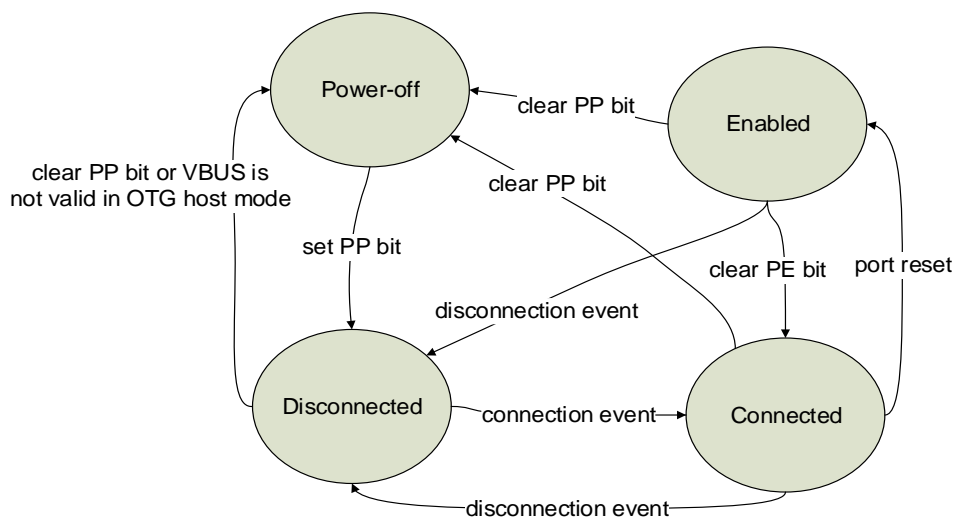 Power-off
Enabled
clear PP bit
clear PP bit or VBUS is
not valid in OTG host mode
clear PP bit
set PP bit
clear PE bit
port reset
disconnection event
Disconnected
connection event
Connected
disconnection event